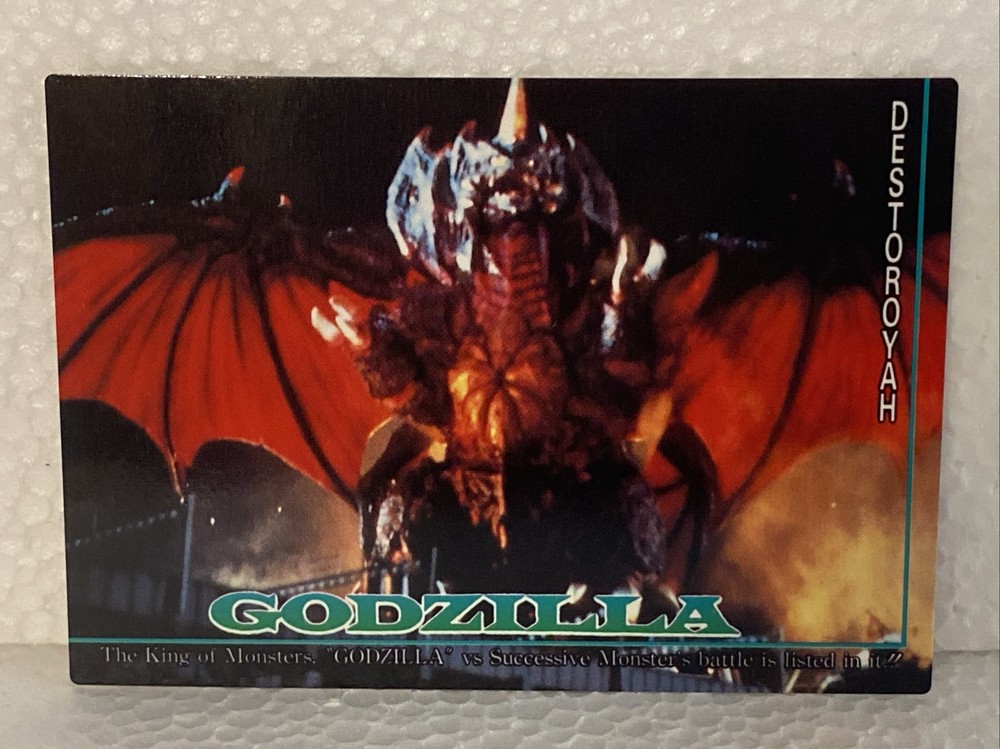 DESTOROYAH
GODZILLA
The King of Monsters, "GODZILLA" vs Successive Monster's battle is listed in it!!